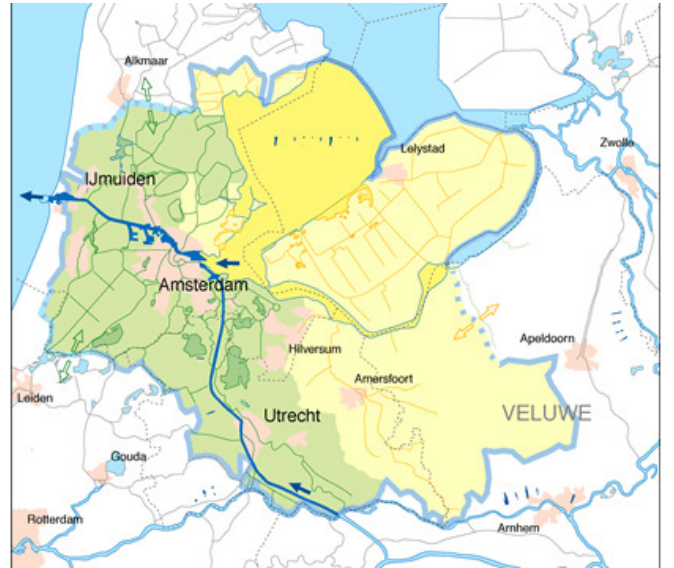 Alkmaar
Lelystad
Zwolle
IJmuiden
Amsterdam
Hilversum
Apeldoorn
Amersfoort
Leiden
Utrecht
VELUWE
Gouda
Rotterdam
Arnhem